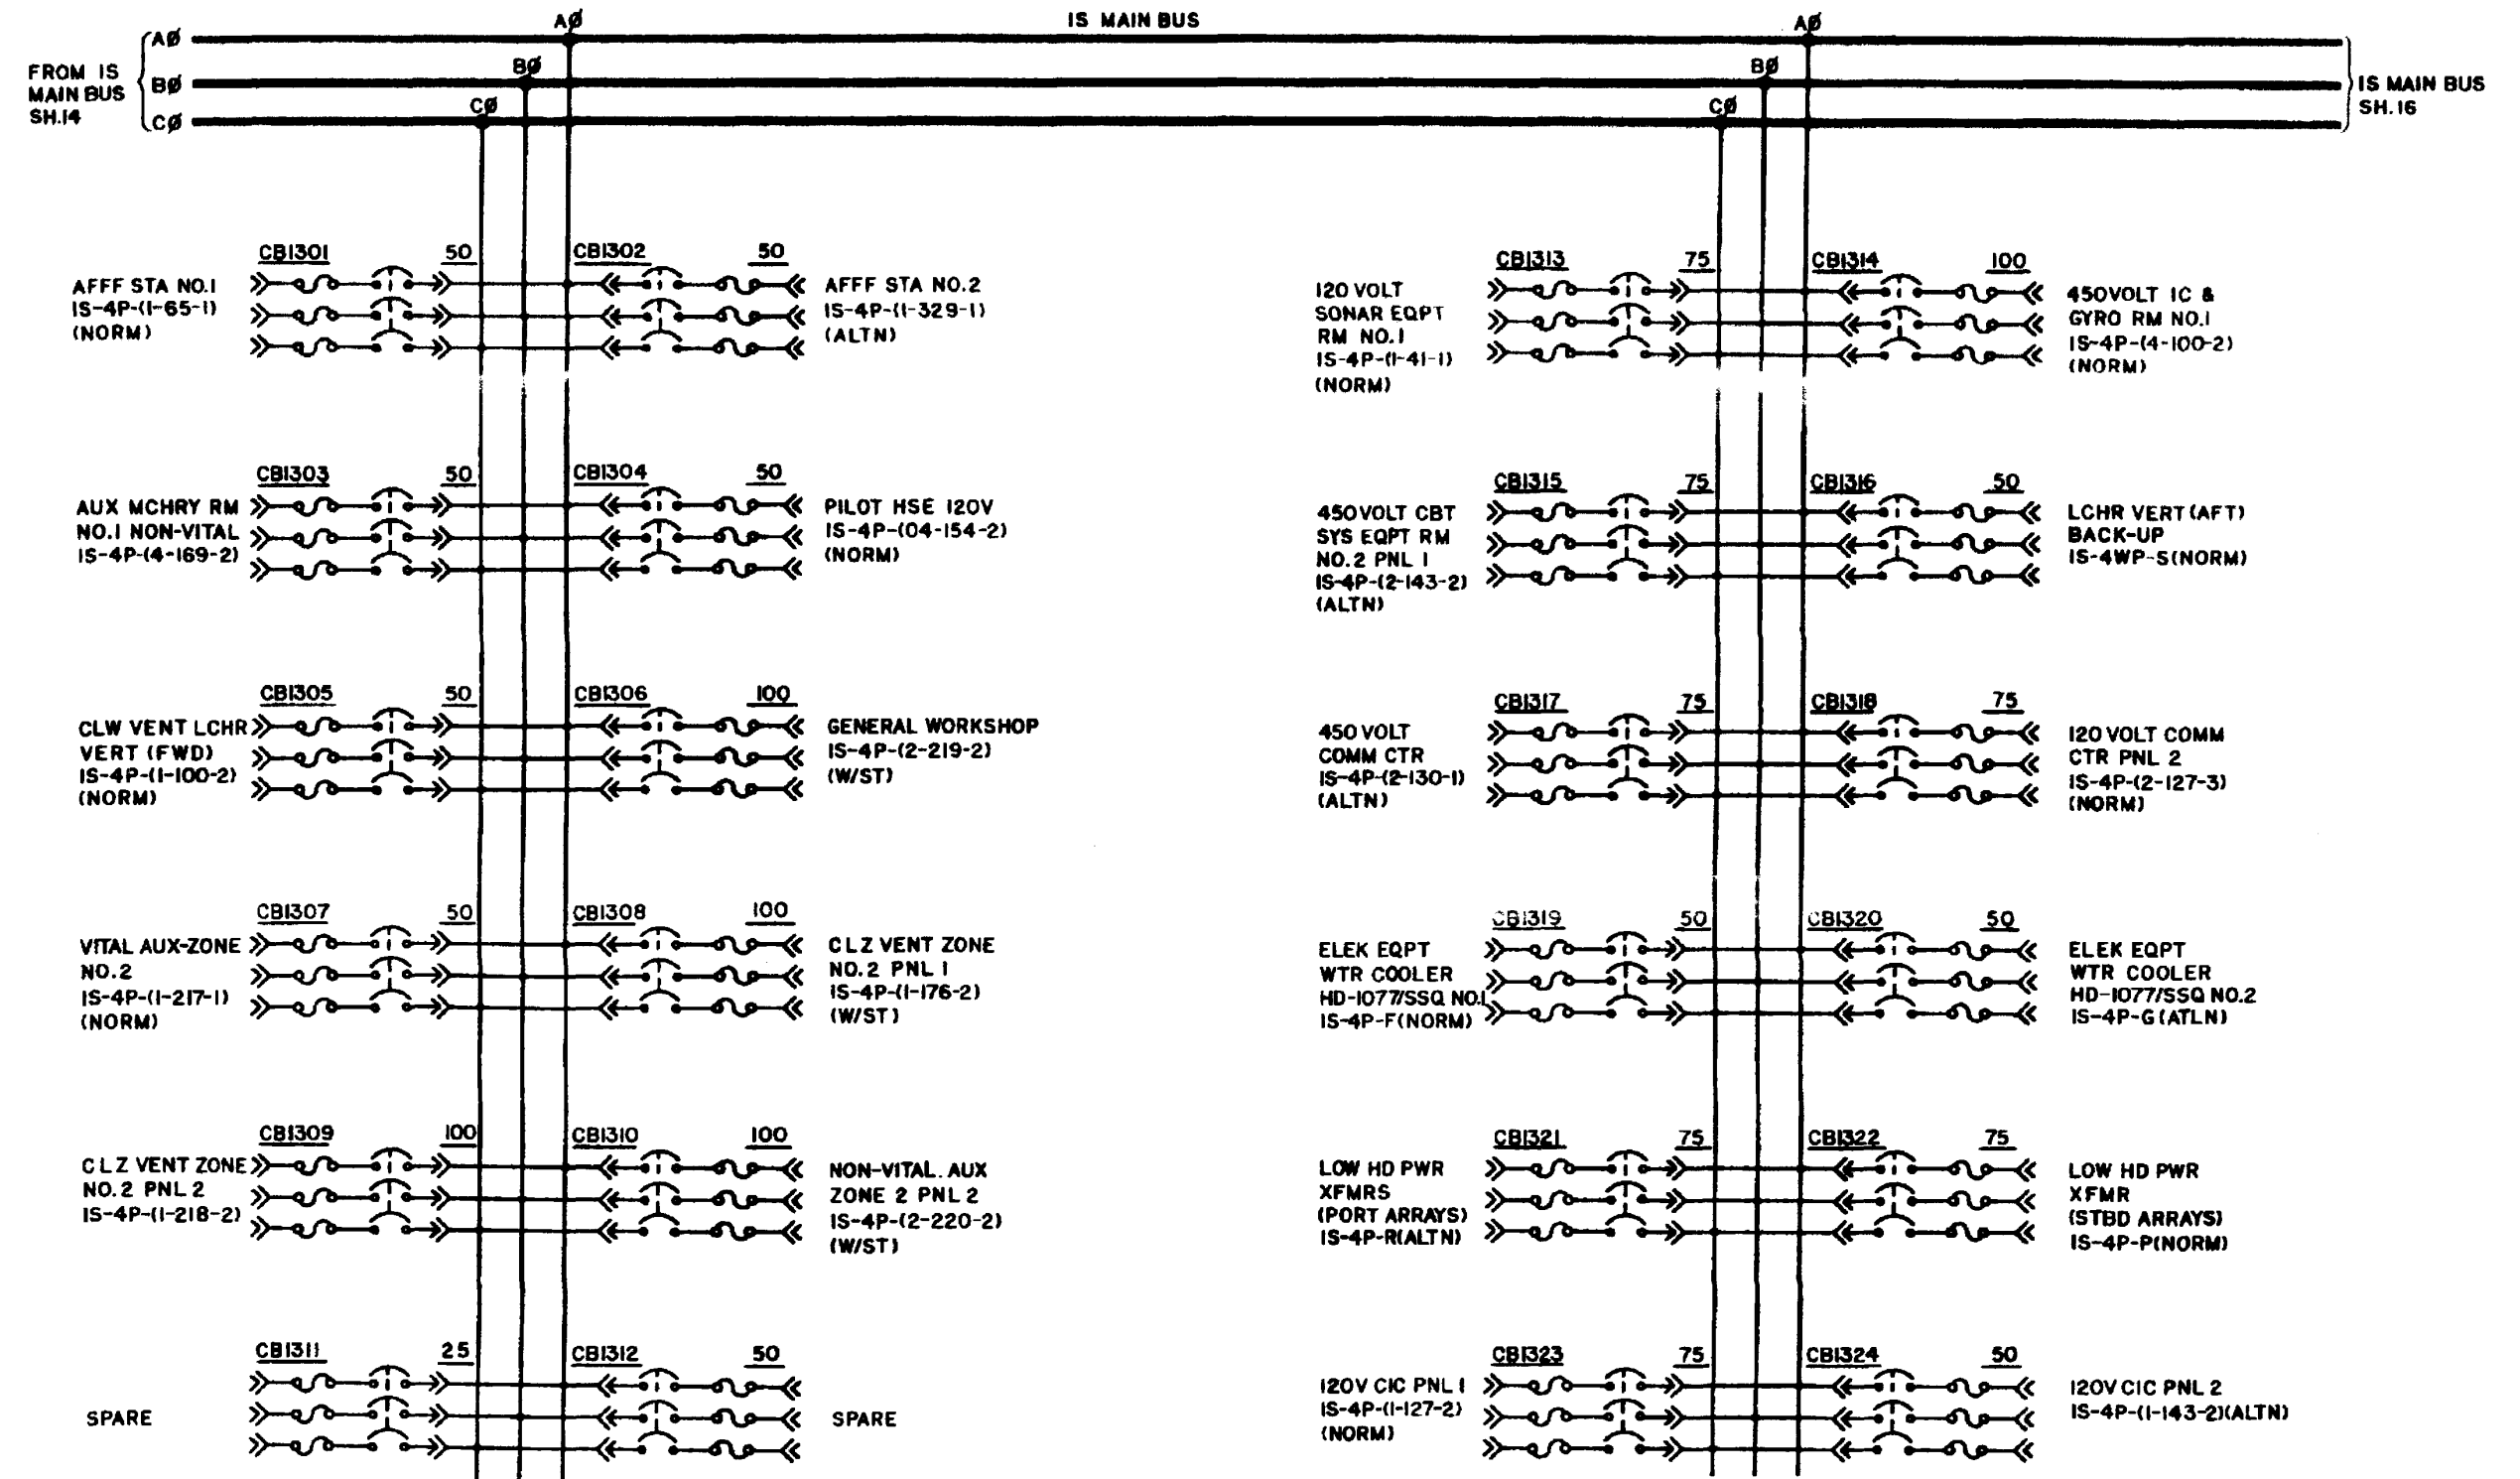 AØ IS MAIN BUS AØ
FROM IS
MAIN BUS
SH.14
AØ
BØ
CØ
BØ BØ
CØ CØ
IS MAIN BUS
SH.16
CB1301 50
AFFF STA NO.1
IS-4P-(1-65-1)
(NORM)
CB1302 50
AFFF STA NO.2
IS-4P-(1-329-1)
(ALTN)
CB1303 50
AUX MCHRY RM
NO.1 NON-VITAL
IS-4P-(4-169-2)
CB1304 50
PILOT HSE 120V
IS-4P-(04-154-2)
(NORM)
CB1305 50
CLW VENT LCHR
VERT (FWD)
IS-4P-(1-100-2)
(NORM)
CB1306 100
GENERAL WORKSHOP
IS-4P-(2-219-2)
(W/ST)
CB1307 50
VITAL AUX-ZONE
NO.2
IS-4P-(1-217-1)
(NORM)
CB1308 100
CLZ VENT ZONE
NO.2 PNL 1
IS-4P-(1-176-2)
(W/ST)
CB1309 100
CLZ VENT ZONE
NO.2 PNL 2
IS-4P-(1-218-2)
CB1310 100
NON-VITAL. AUX
ZONE 2 PNL 2
IS-4P-(2-220-2)
(W/ST)
CB1311 25
SPARE
CB1312 50
SPARE
CB1313 75
120 VOLT
SONAR EQPT
RM NO.1
IS-4P-(1-41-1)
(NORM)
CB1314 100
450VOLT IC &
GYRO RM NO.1
IS-4P-(4-100-2)
(NORM)
CB1315 75
450VOLT CBT
SYS EQPT RM
NO.2 PNL 1
IS-4P-(2-143-2)
(ALTN)
CB1316 50
LCHR VERT (AFT)
BACK-UP
IS-4WP-S(NORM)
CB1317 75
450 VOLT
COMM CTR
IS-4P-(2-130-1)
(ALTN)
CB1318 75
120 VOLT COMM
CTR PNL 2
IS-4P-(2-127-3)
(NORM)
CB1319 50
ELEK EQPT
WTR COOLER
HD-1077/SSQ NO.1
IS-4P-F(NORM)
CB1320 50
ELEK EQPT
WTR COOLER
HD-1077/SSQ NO.2
IS-4P-G(ATLN)
CB1321 75
LOW HD PWR
XFMRS
(PORT ARRAYS)
IS-4P-R(ALTN)
CB1322 75
LOW HD PWR
XFMR
(STBD ARRAYS)
IS-4P-P(NORM)
CB1323 75
120V CIC PNL 1
IS-4P-(1-127-2)
(NORM)
CB1324 50
120V CIC PNL 2
IS-4P-(1-143-2)(ALTN)